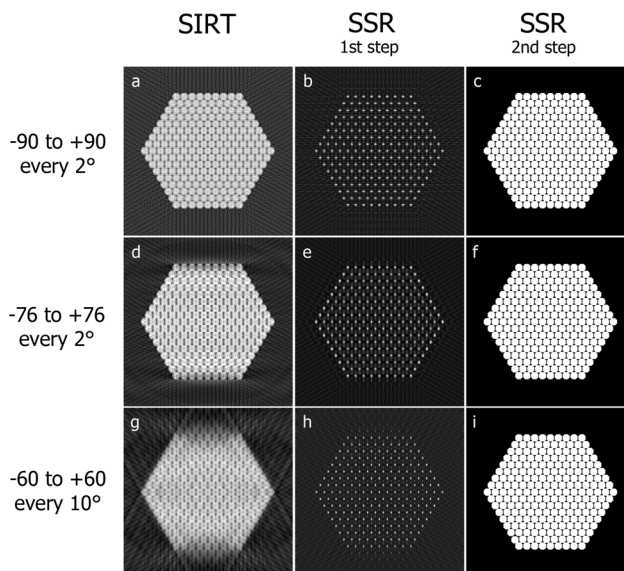 SIRT
SSR
1st step
SSR
2nd step
-90 to +90
every 2°
a
b
c
-76 to +76
every 2°
d
e
f
-60 to +60
every 10°
g
h
i